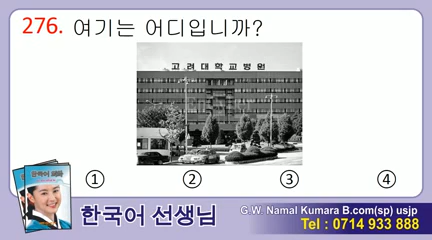 276. 여기는 어디입니까?
고려대학교병원
① ② ③ ④
한국어 선생님
G.W. Namal Kumara B.com(sp) usjp
Tel : 0714 933 888